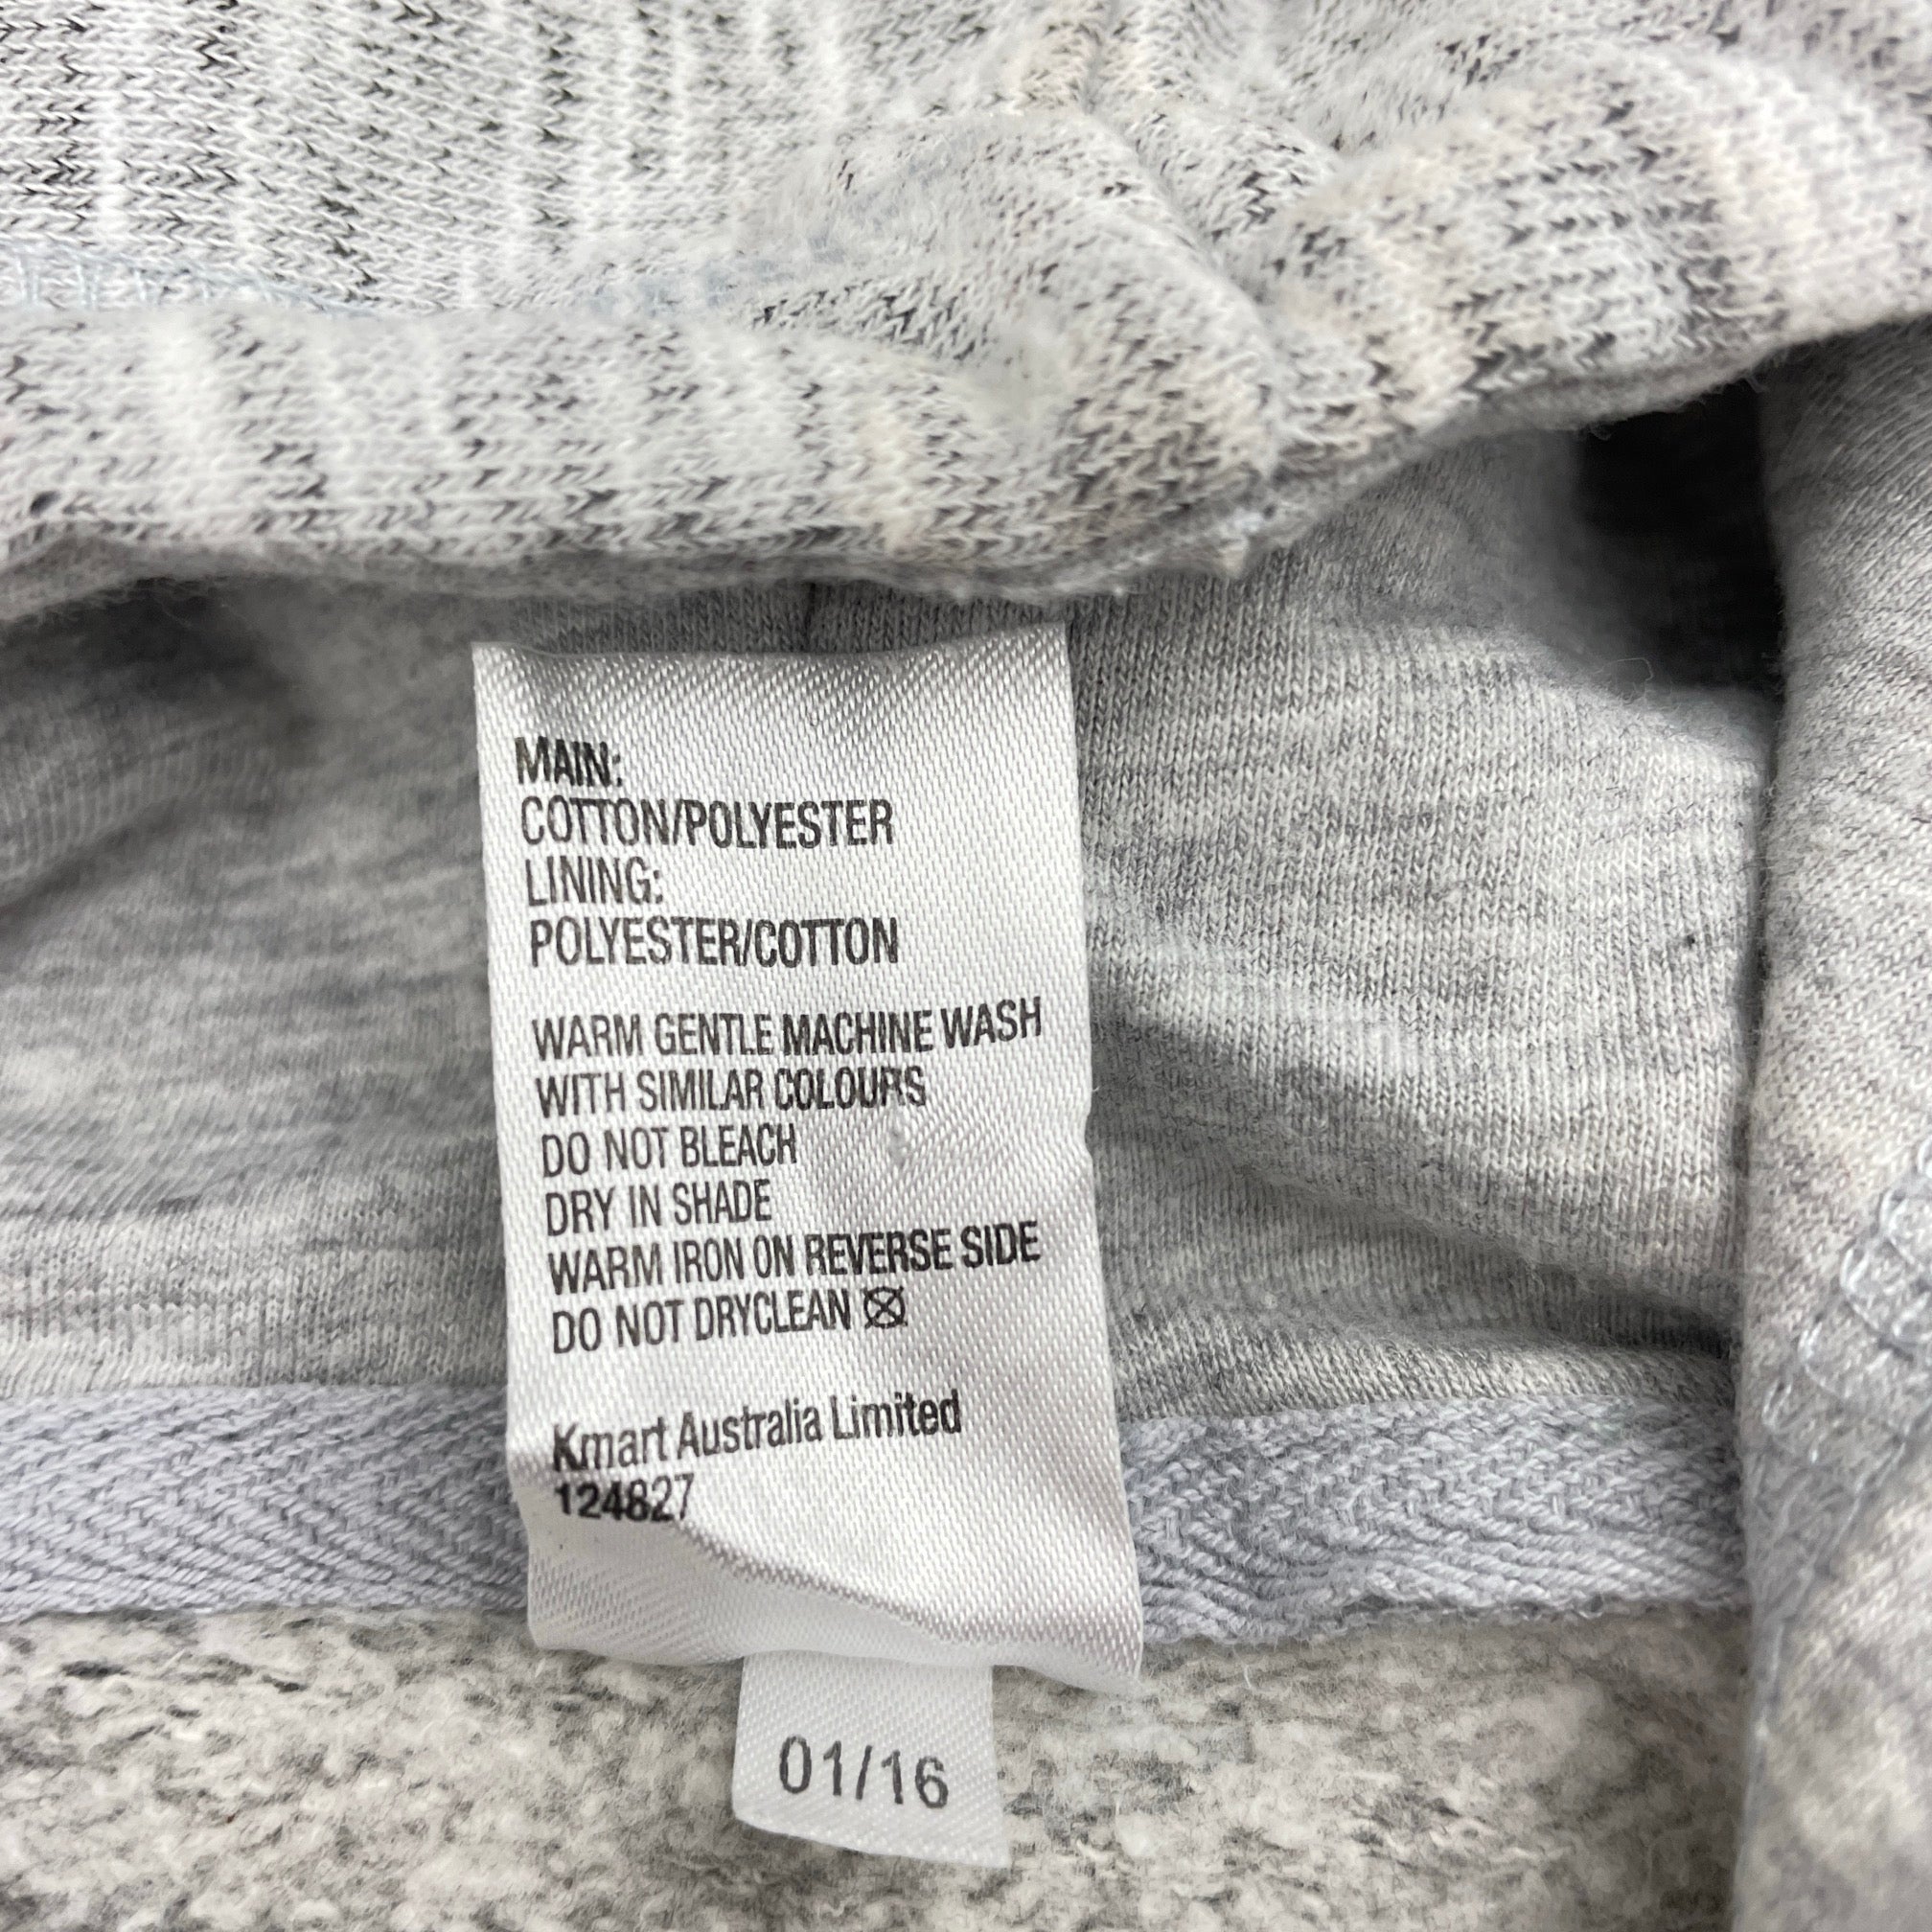 MAIN:
COTTON/POLYESTER
LINING:
POLYESTER/COTTON
WARM GENTLE MACHINE WASH
WITH SIMILAR COLOURS
DO NOT BLEACH
DRY IN SHADE
WARM IRON ON REVERSE SIDE
DO NOT DRYCLEAN
Kmart Australia Limited
124827
01/16